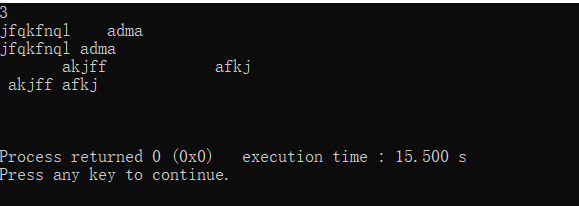 3
jfqkfnql    adma
jfqkfnql adma
       akjff            afkj
 akjff afkj
Process returned 0 (0x0)   execution time : 15.500 s
Press any key to continue.